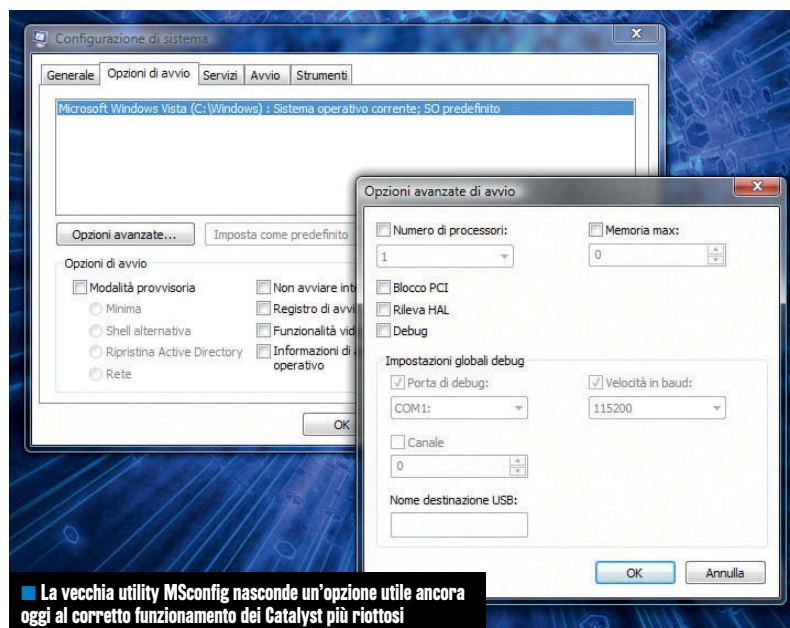 Configurazione di sistema
Generale Opzioni di avvio Servizi Avvio Strumenti
Microsoft Windows Vista (C:\Windows) : Sistema operativo corrente; SO predefinito
Opzioni avanzate... Imposta come predefinito
Opzioni di avvio
Modalità provvisoria
Minima
Shell alternativa
Ripristina Active Directory
Rete
Non avviare
Registro di
Funzionalità
Informazioni di
operativo
OK
Opzioni avanzate di avvio
Numero di processori: Memoria max:
1 0
Blocco PCI
Rileva HAL
Debug
Impostazioni globali debug
Porta di debug: Velocità in baud:
COM1: 115200
Canale
0
Nome destinazione USB:
OK Annulla
La vecchia utility MSconfig nasconde un'opzione utile ancora
oggi al corretto funzionamento dei Catalyst più riottosi